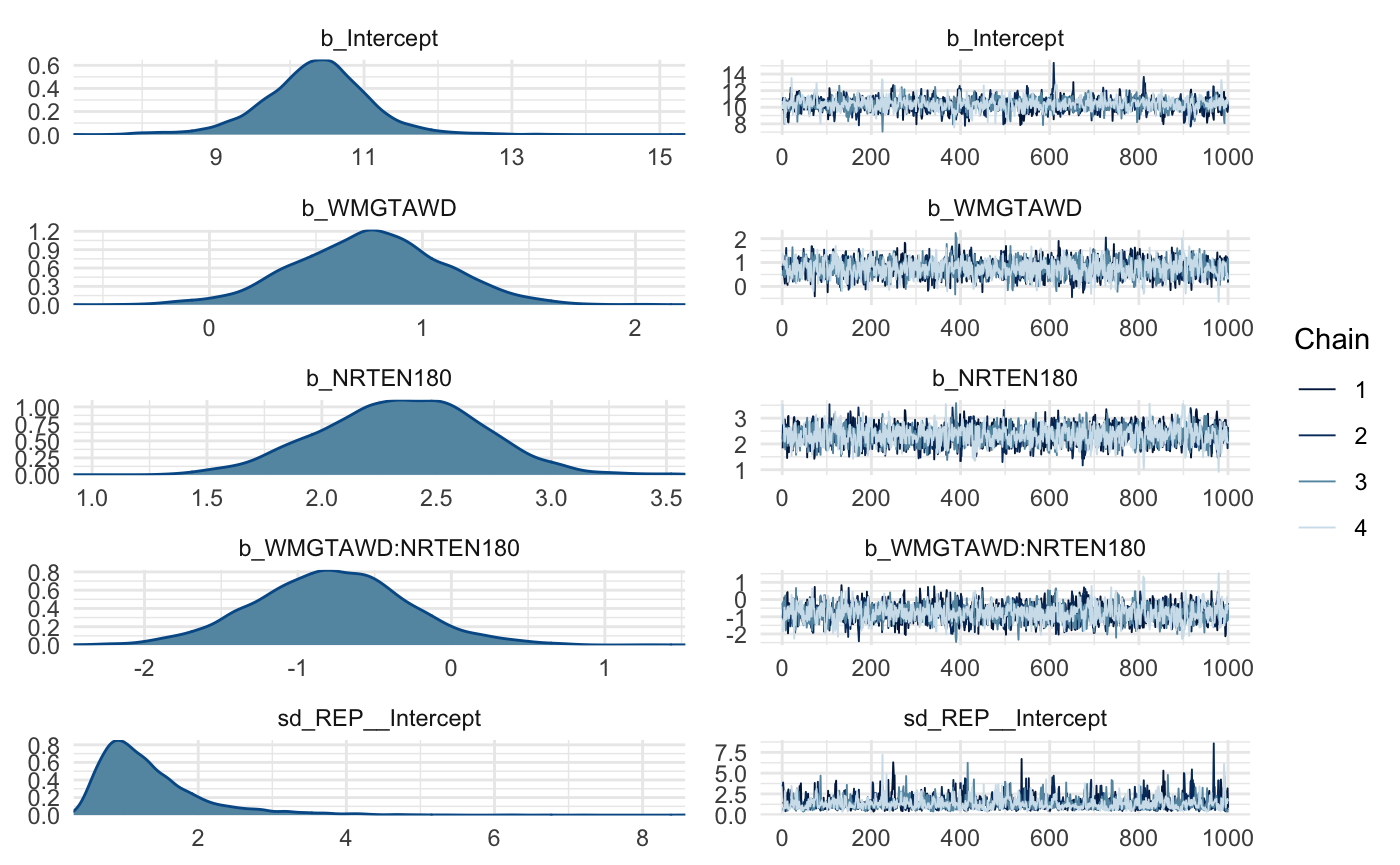 b_Intercept
0.6
0.4
0.2
0.0
9 11 13 15
b_Intercept
14
12
10
8
0 200 400 600 800 1000
b_WMGTAWD
1.2
0.9
0.6
0.3
0.0
0 1 2
b_WMGTAWD
2
1
0
0 200 400 600 800 1000
b_NRTEN180
1.00
0.75
0.50
0.25
0.00
1.0 1.5 2.0 2.5 3.0 3.5
b_NRTEN180
3
2
1
0 200 400 600 800 1000
b_WMGTAWD:NRTEN180
0.8
0.6
0.4
0.2
0.0
-2 -1 0 1
b_WMGTAWD:NRTEN180
1
0
-1
-2
0 200 400 600 800 1000
sd_REP__Intercept
0.8
0.6
0.4
0.2
0.0
2 4 6 8
sd_REP__Intercept
7.5
5.0
2.5
0.0
0 200 400 600 800 1000
Chain
1
2
3
4